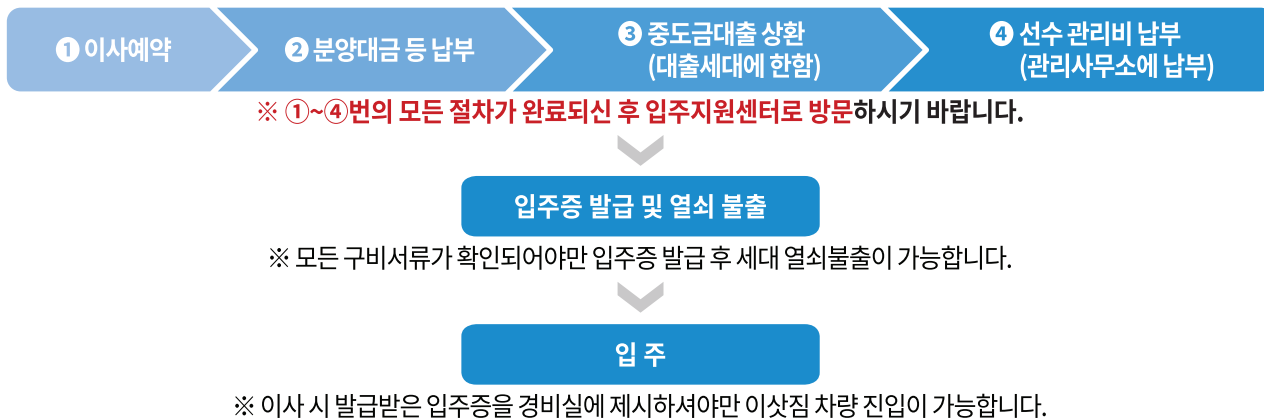 ❶ 이사예약
❷ 분양대금 등 납부
❸ 중도금대출 상환
(대출세대에 한함)
❹ 선수 관리비 납부
(관리사무소에 납부)
※ ①~④번의 모든 절차가 완료되신 후 입주지원센터로 방문하시기 바랍니다.
입주증 발급 및 열쇠 불출
※ 모든 구비서류가 확인되어야만 입주증 발급 후 세대 열쇠불출이 가능합니다.
입 주
※ 이사 시 발급받은 입주증을 경비실에 제시하셔야만 이삿짐 차량 진입이 가능합니다.